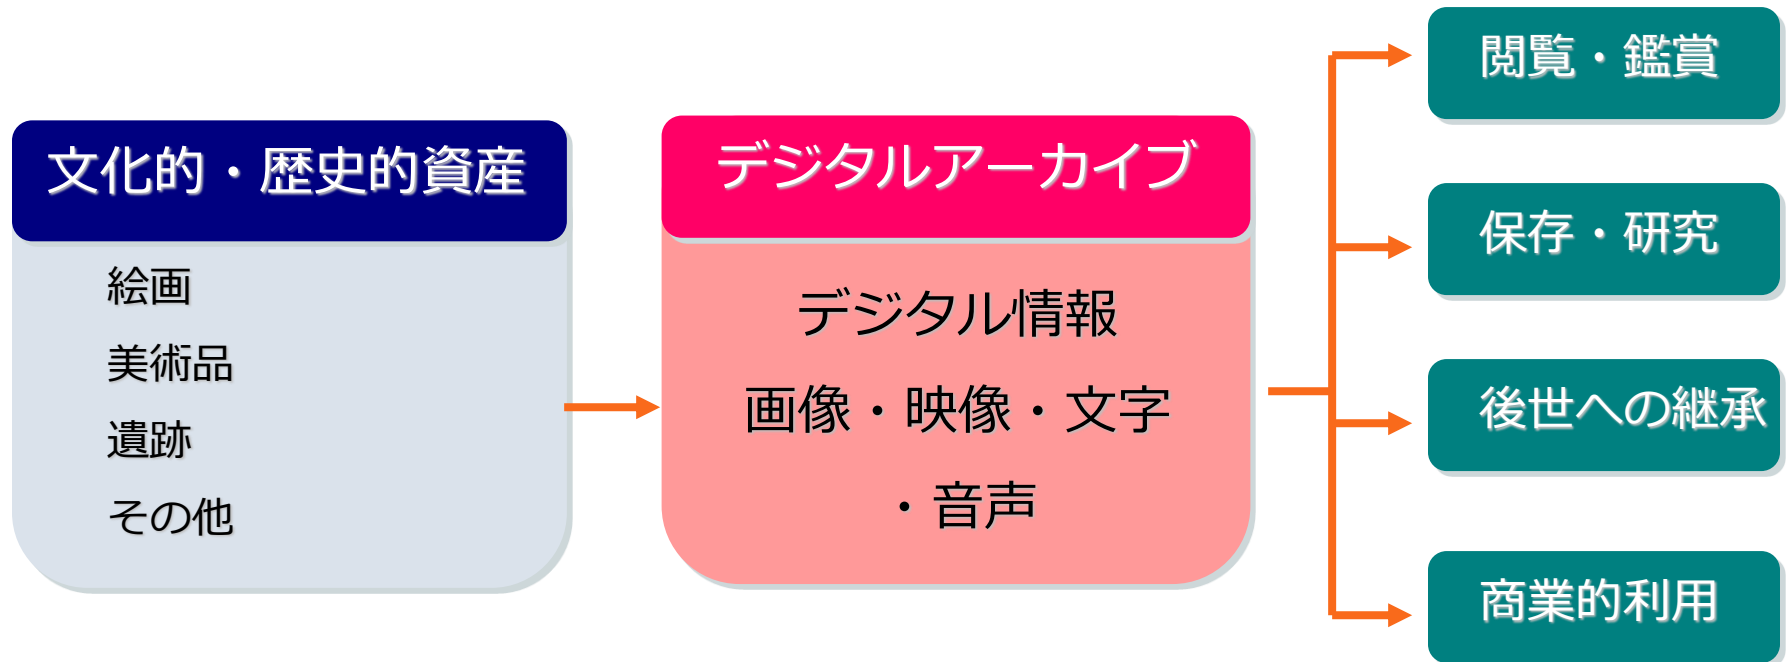 文化的・歴史的資産
絵画
美術品
遺跡
その他
デジタルアーカイブ
デジタル情報
画像・映像・文字
・音声
閲覧・鑑賞
保存・研究
後世への継承
商業的利用